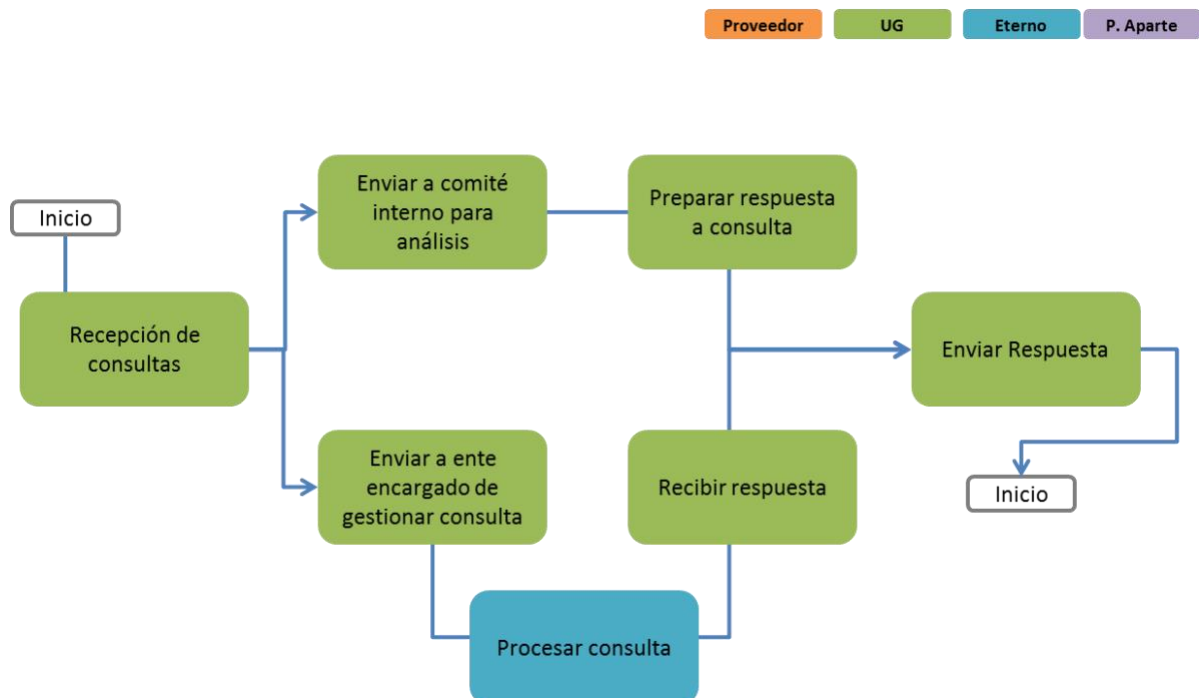 Proveedor
UG
Eterno
P. Aparte
Inicio
Recepción de
consultas
Enviar a comité
interno para
análisis
Preparar respuesta
a consulta
Enviar a ente
encargado de
gestionar consulta
Procesar consulta
Recibir respuesta
Enviar Respuesta
Inicio